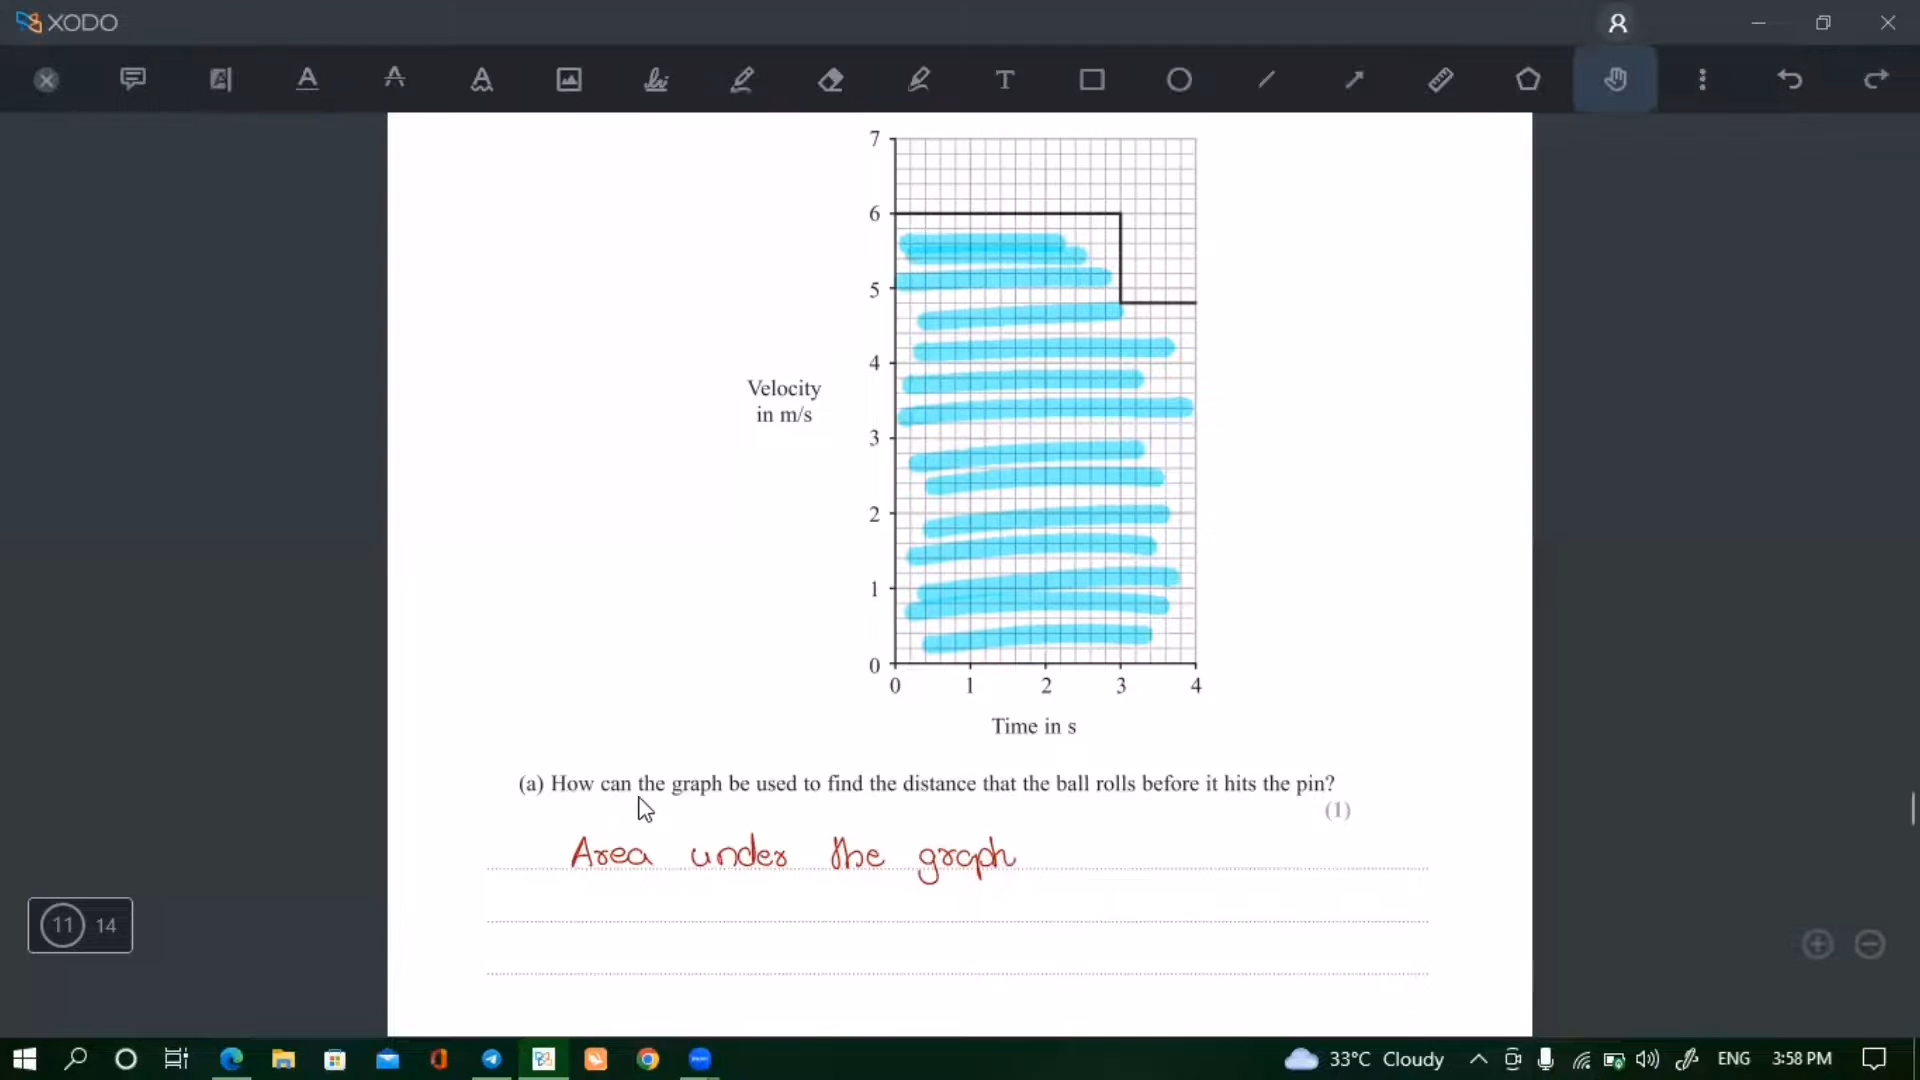 XODO
7
6
5
4
Velocity
in m/s
3
2
1
0
0 1 2 3 4
Time in s
(a) How can the graph be used to find the distance that the ball rolls before it hits the pin?
(1)
Area under the graph
11 14
33°C Cloudy ENG 3:58 PM